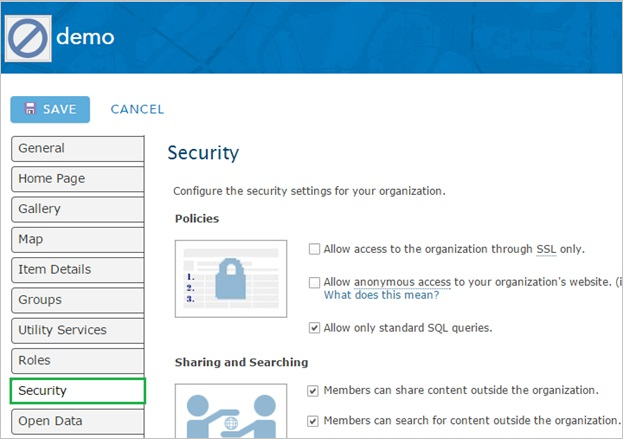 demo
SAVE CANCEL
General
Home Page
Gallery
Map
Item Details
Groups
Utility Services
Roles
Security
Open Data
Security
Configure the security settings for your organization.
Policies
1.
2.
3.
Allow access to the organization through SSL only.
Allow anonymous access to your organization's website. (i
What does this mean?
Allow only standard SQL queries.
Sharing and Searching
Members can share content outside the organization.
Members can search for content outside the organization.